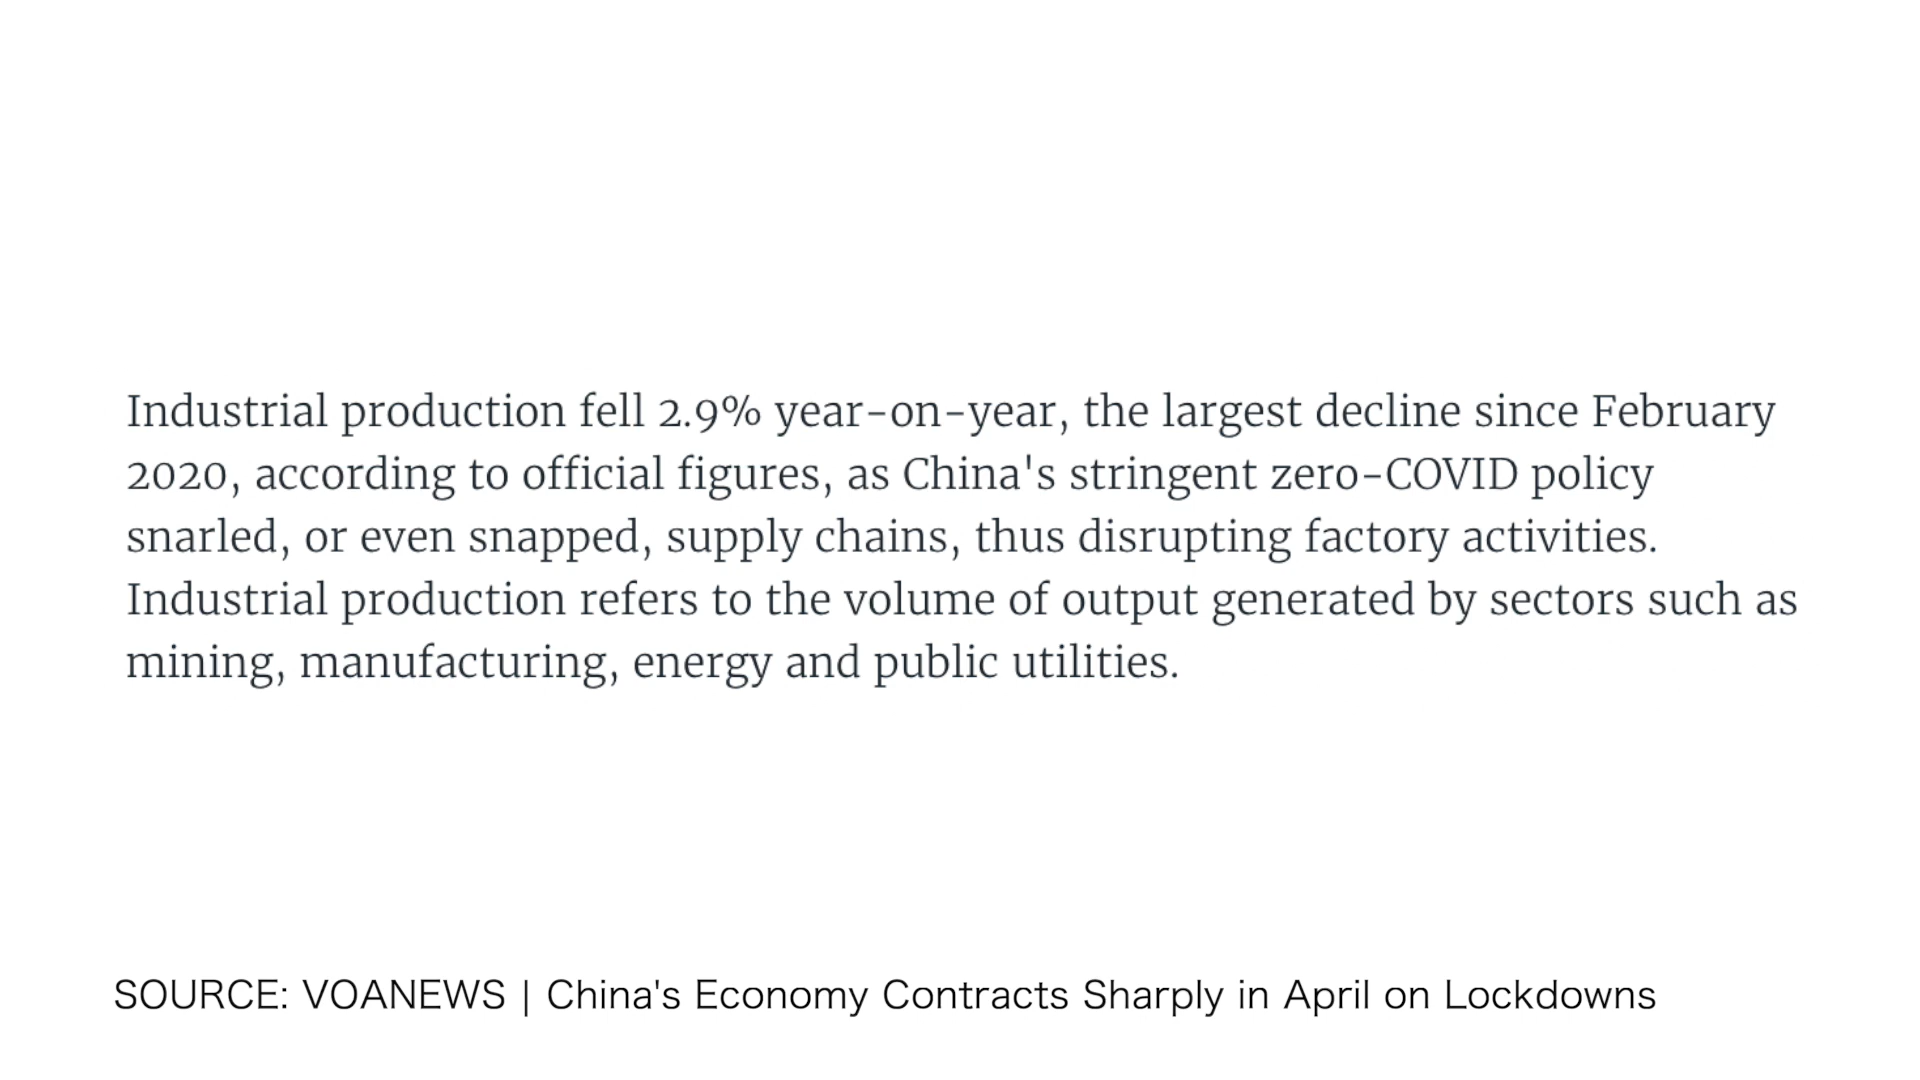 Industrial production fell 2.9% year-on-year, the largest decline since February
2020, according to official figures, as China's stringent zero-COVID policy
snarled, or even snapped, supply chains, thus disrupting factory activities.
Industrial production refers to the volume of output generated by sectors such as
mining, manufacturing, energy and public utilities.
SOURCE: VOANEWS | China's Economy Contracts Sharply in April on Lockdowns